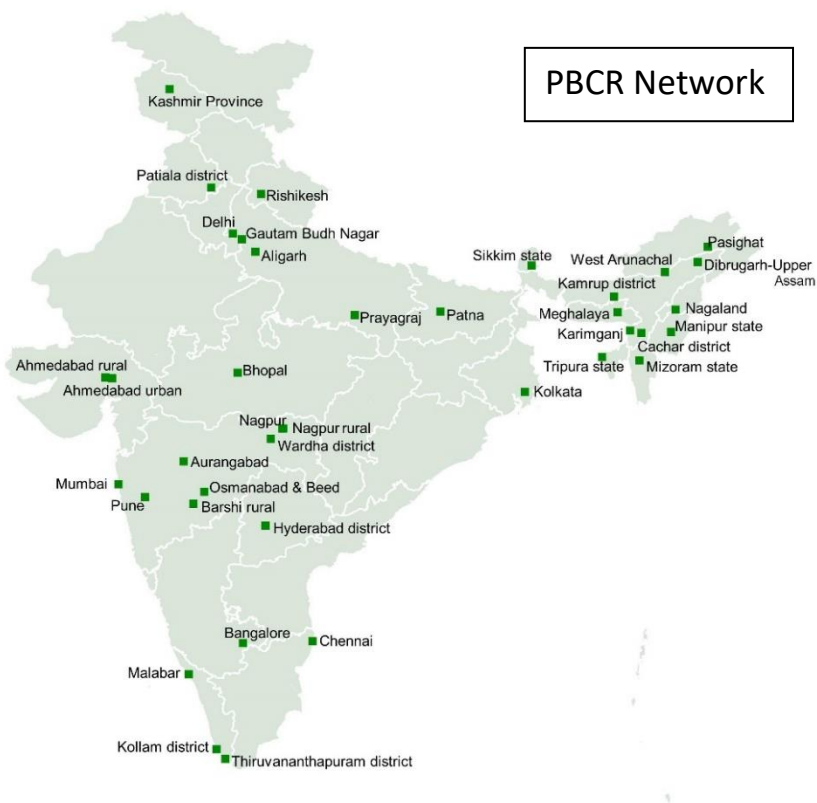 PBCR Network
Kashmir Province
Patiala district
Rishikesh
Delhi
Gautam Budh Nagar
Aligarh
Sikkim state
West Arunachal
Pasighat
Dibrugarh-Upper
Assam
Kamrup district
Meghalaya
Nagaland
Karimganj
Manipur state
Cachar district
Tripura state
Mizoram state
Prayagraj
Patna
Ahmedabad rural
Ahmedabad urban
Bhopal
Kolkata
Nagpur
Nagpur rural
Wardha district
Aurangabad
Mumbai
Osmanabad & Beed
Pune
Barshi rural
Hyderabad district
Bangalore
Chennai
Malabar
Kollam district
Thiruvananthapuram district